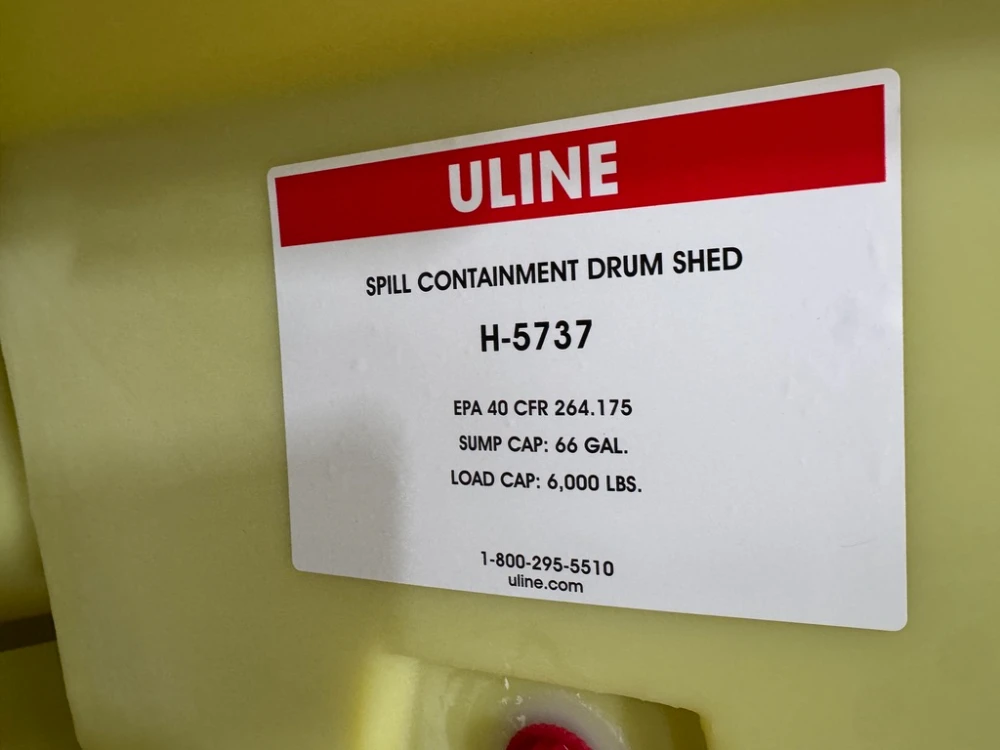 ULINE
SPILL CONTAINMENT DRUM SHED
H-5737
EPA 40 CFR 264.175
SUMP CAP: 66 GAL.
LOAD CAP: 6,000 LBS.
1-800-295-5510
uline.com